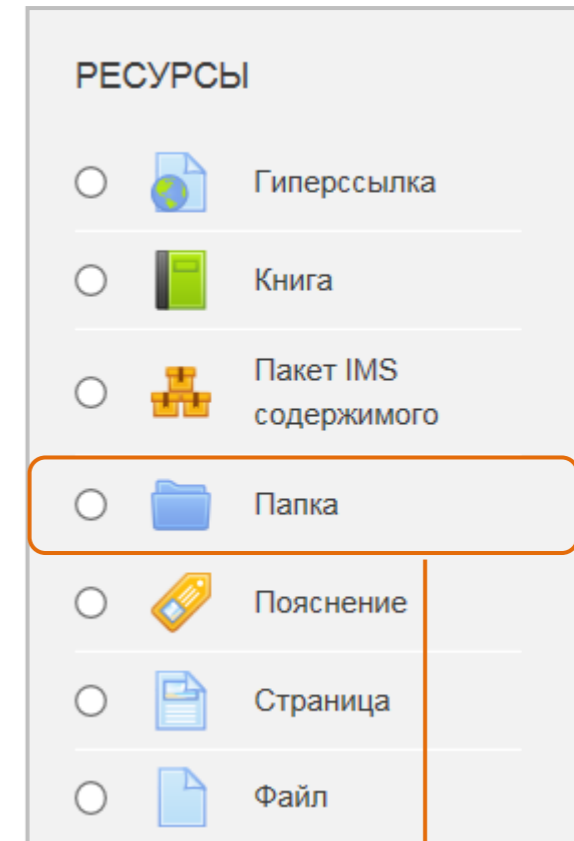 РЕСУРСЫ
Гиперссылка
Книга
Пакет IMS
содержимого
Папка
Пояснение
Страница
Файл